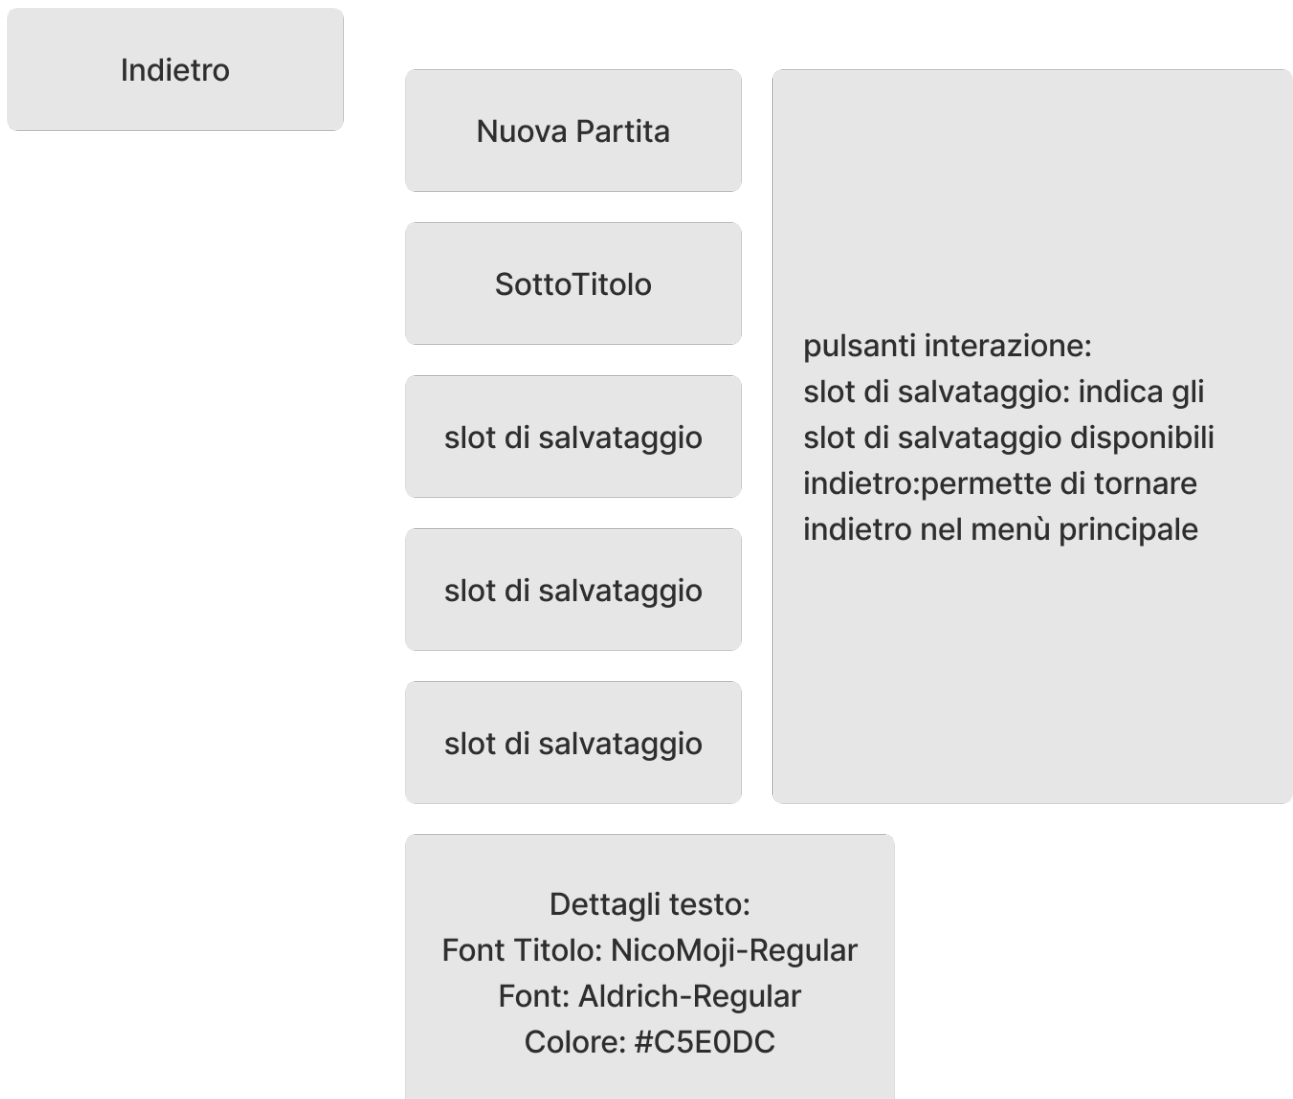 Indietro
Nuova Partita
SottoTitolo
slot di salvataggio
slot di salvataggio
slot di salvataggio
pulsanti interazione:
slot di salvataggio: indica gli
slot di salvataggio disponibili
indietro:permette di tornare
indietro nel menù principale
Dettagli testo:
Font Titolo: NicoMoji-Regular
Font: Aldrich-Regular
Colore: #C5E0DC